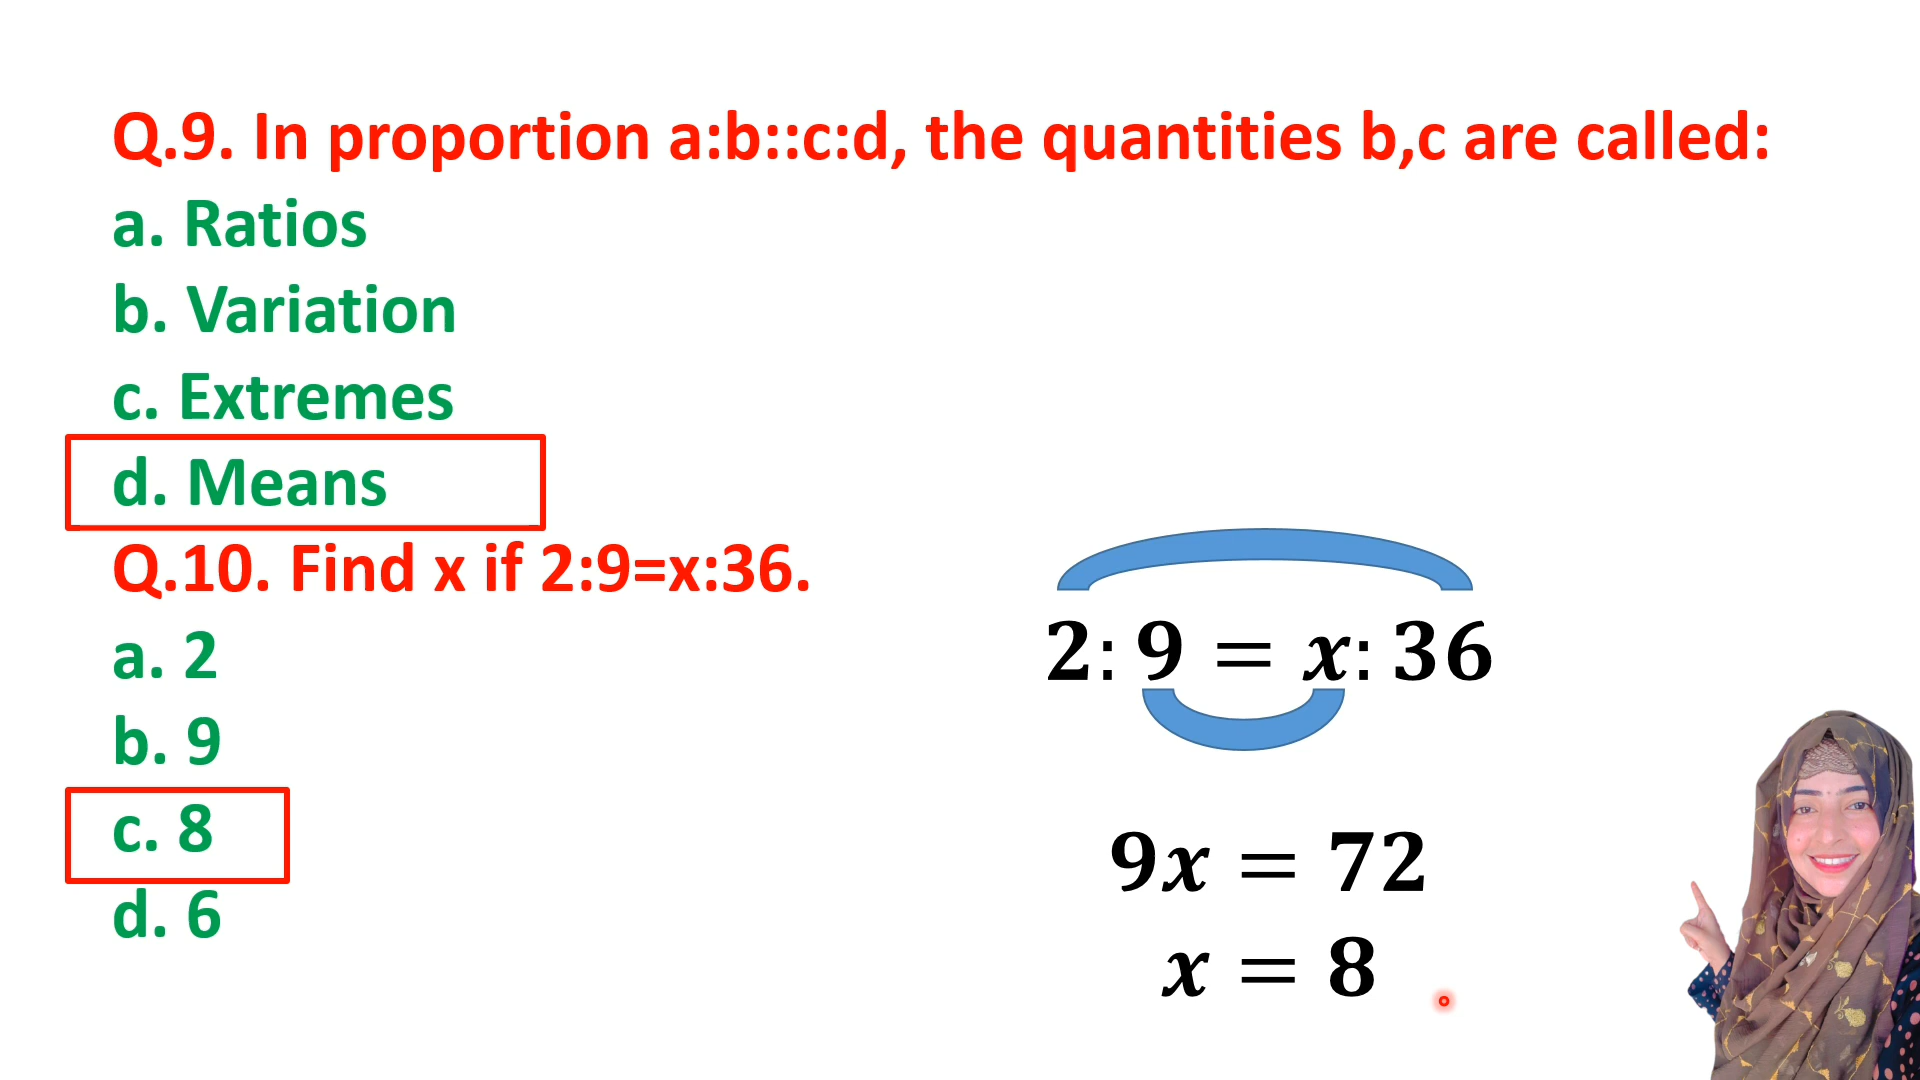 Q.9. In proportion a:b::c:d, the quantities b,c are called:
a. Ratios
b. Variation
c. Extremes
d. Means
Q.10. Find x if 2:9=x:36.
a. 2
b. 9
c. 8
d. 6
2: 9 = x: 36
9x = 72
x = 8